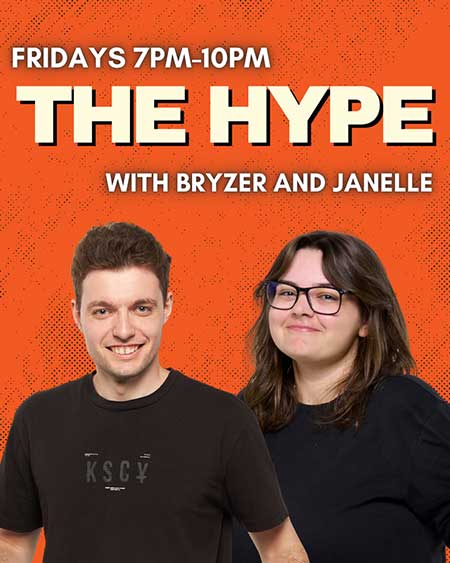 FRIDAYS 7PM-10PM
THE HYPE
WITH BRYZER AND JANELLE
KSC¥